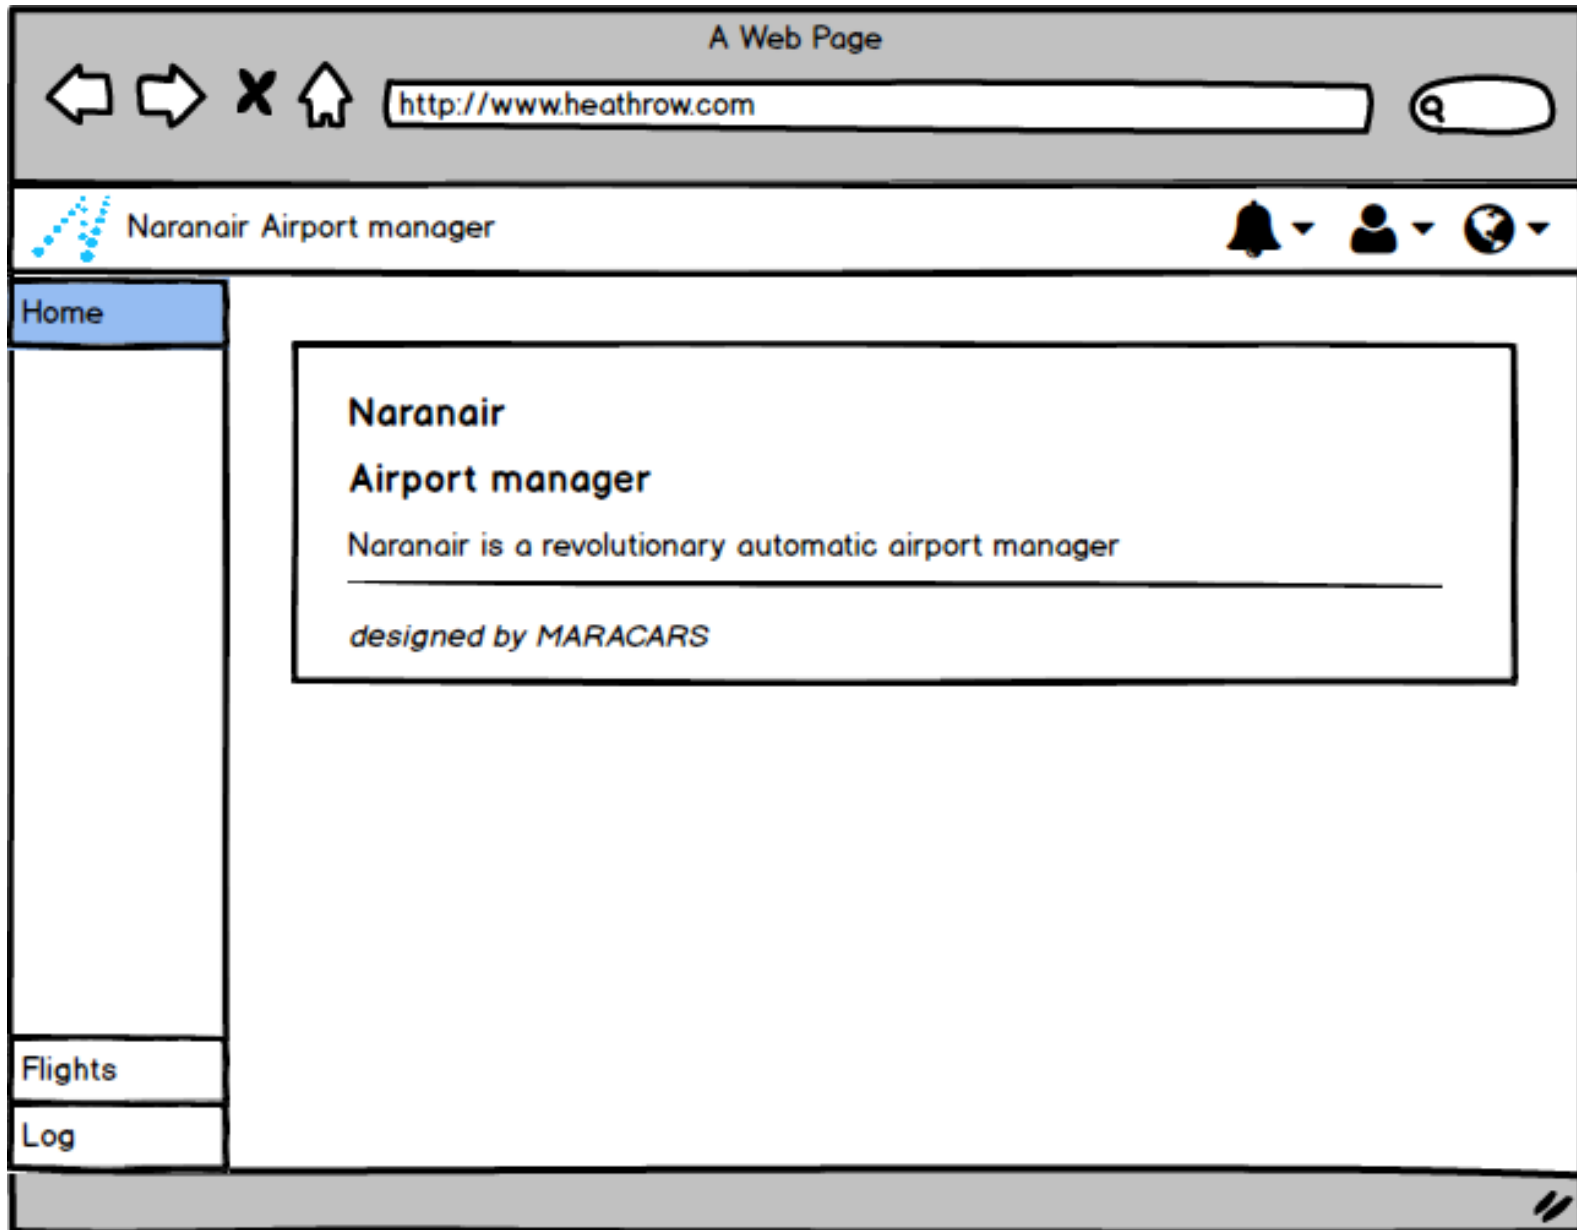 A Web Page
http://www.heathrow.com
Naranair Airport manager
Home
Naranair
Airport manager
Naranair is a revolutionary automatic airport manager
designed by MARACARS
Flights
Log